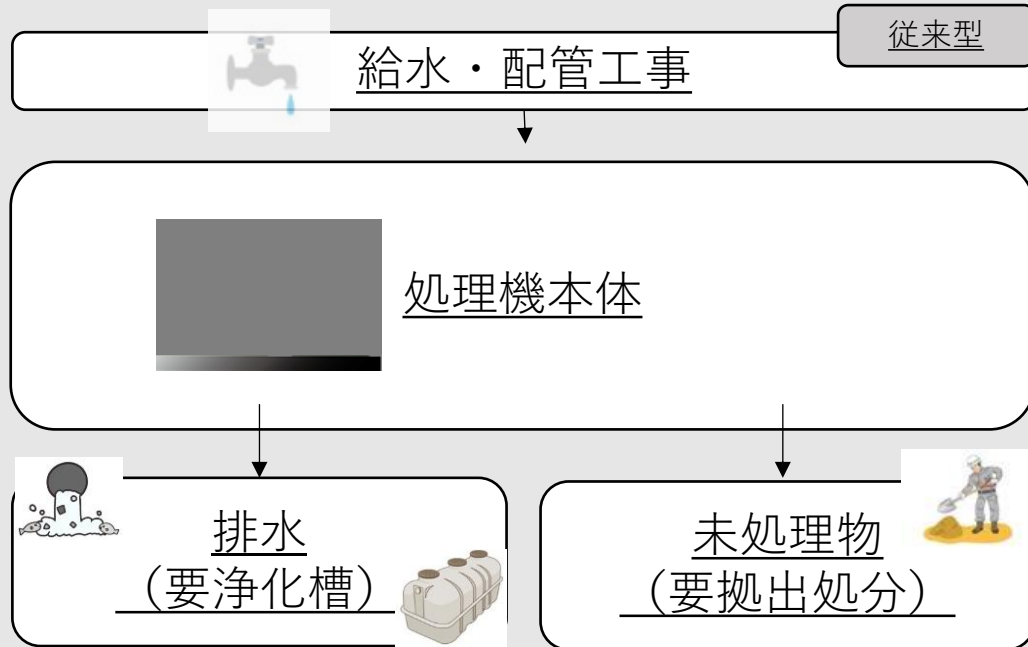 従来型
給水・配管工事
処理機本体
排水
（要浄化槽）
未処理物
（要拠出処分）